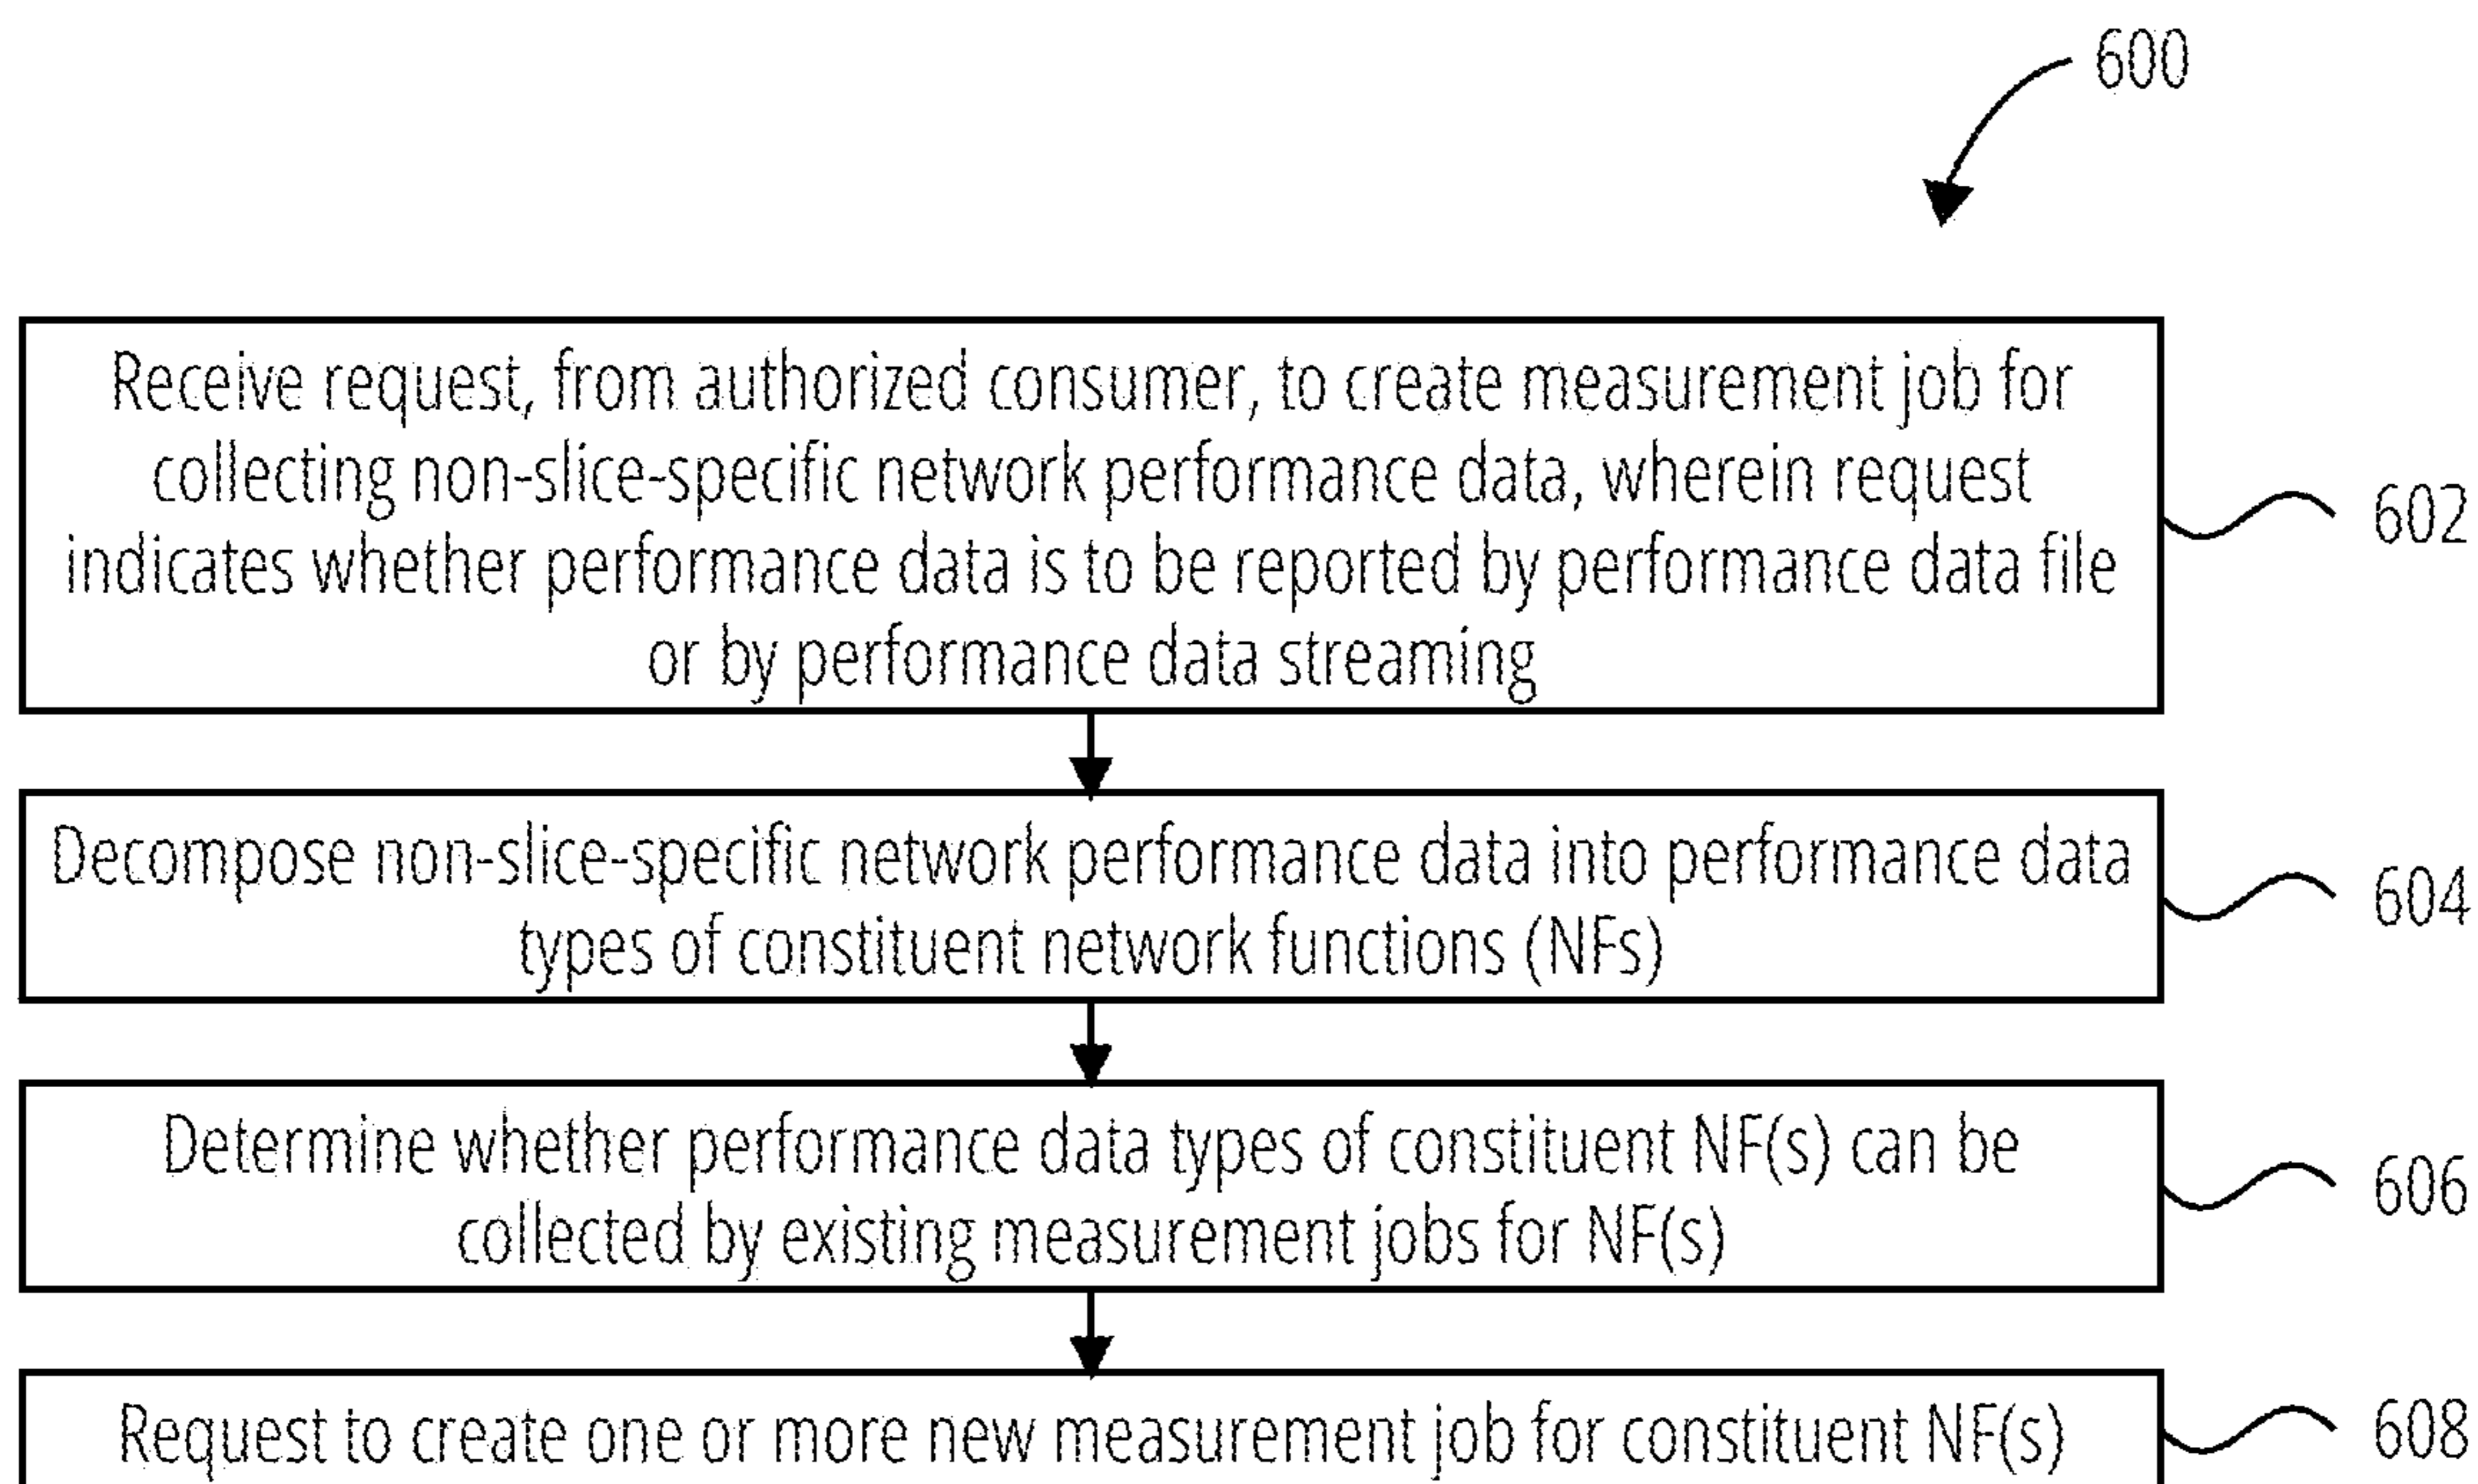 600
Receive request, from authorized consumer, to create measurement job for
collecting non-slice-specific network performance data, wherein request
indicates whether performance data is to be reported by performance data file
or by performance data streaming
602
Decompose non-slice-specific network performance data into performance data
types of constituent network functions (NFs)
604
Determine whether performance data types of constituent NF(s) can be
collected by existing measurement jobs for NF(s)
606
Request to create one or more new measurement job for constituent NF(s)
608